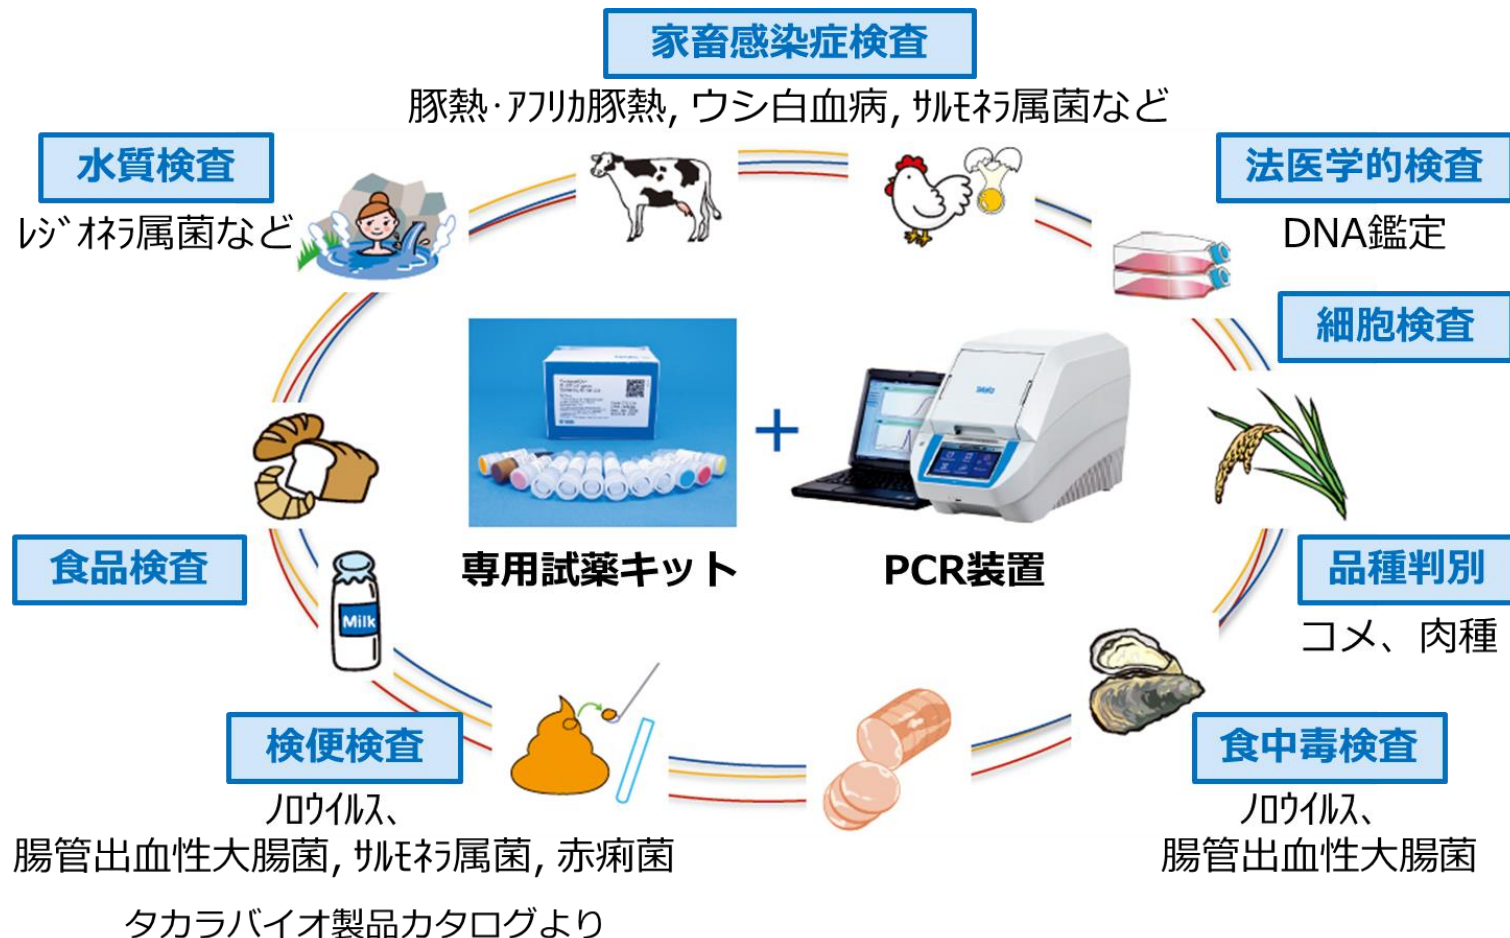 家畜感染症検査
豚熱･ｱﾌﾘｶ豚熱, ウシ白血病, ｻﾙﾓﾈﾗ属菌など
水質検査
ﾚｼﾞｵﾈﾗ属菌など
法医学的検査
DNA鑑定
細胞検査
+
専用試薬キット
PCR装置
食品検査
Milk
品種判別
コメ、肉種
検便検査
ﾉﾛｳｲﾙｽ、
腸管出血性大腸菌, ｻﾙﾓﾈﾗ属菌, 赤痢菌
食中毒検査
ﾉﾛｳｲﾙｽ、
腸管出血性大腸菌
タカラバイオ製品カタログより